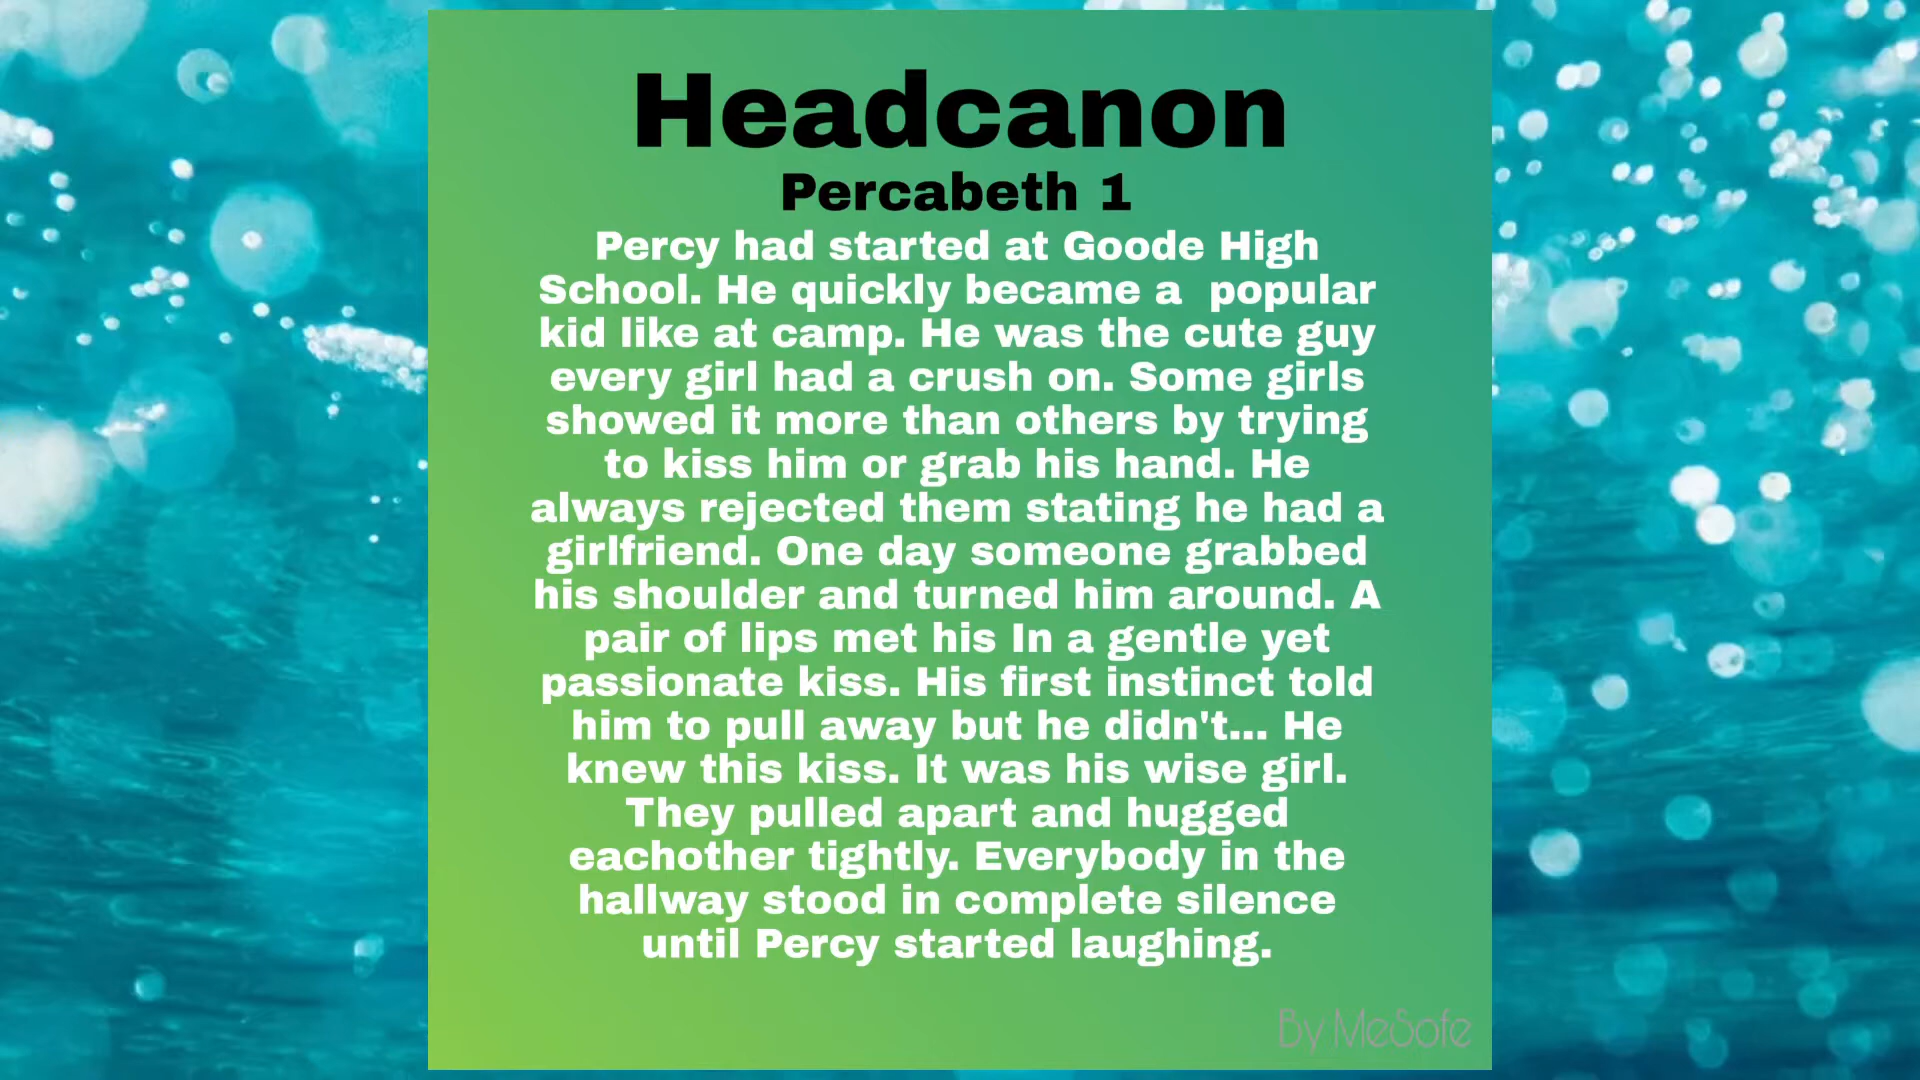 Headcanon
Percabeth 1
Percy had started at Goode High
School. He quickly became a  popular
kid like at camp. He was the cute guy
every girl had a crush on. Some girls
showed it more than others by trying
to kiss him or grab his hand. He
always rejected them stating he had a
girlfriend. One day someone grabbed
his shoulder and turned him around. A
pair of lips met his In a gentle yet
passionate kiss. His first instinct told
him to pull away but he didn't... He
knew this kiss. It was his wise girl.
They pulled apart and hugged
eachother tightly. Everybody in the
hallway stood in complete silence
until Percy started laughing.
By MeSofe